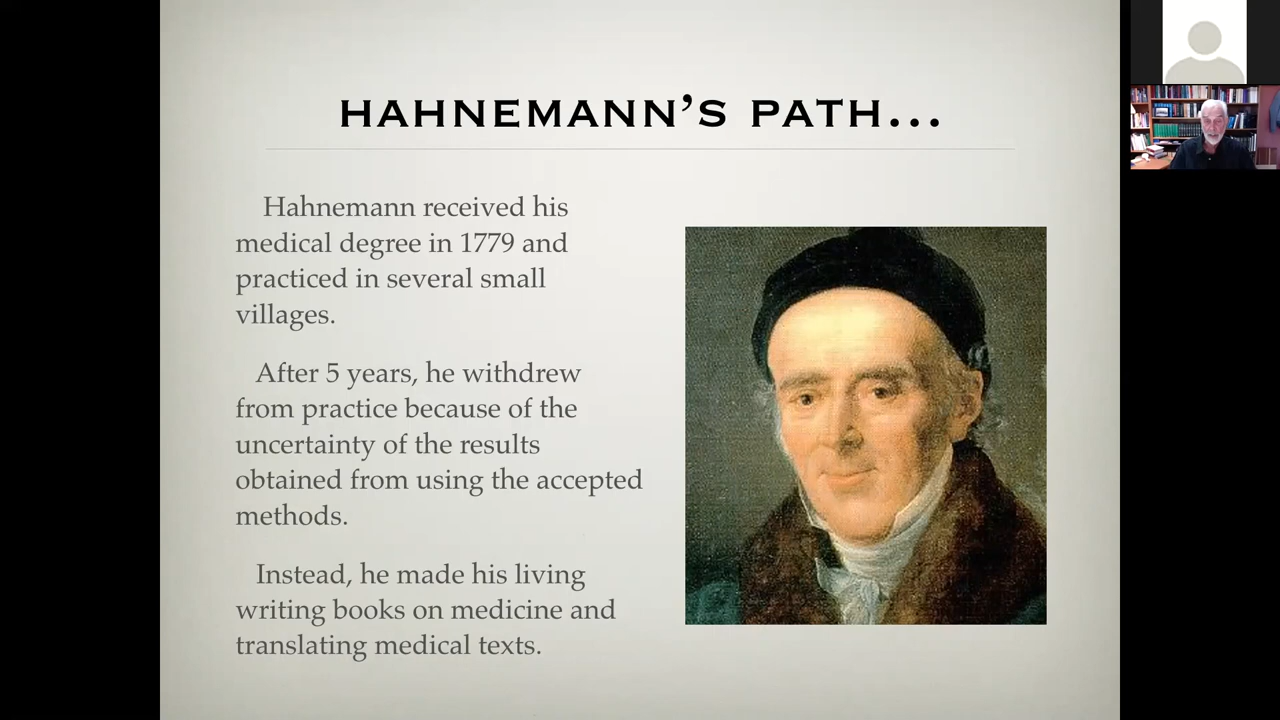 HAHNEMANN'S PATH...
Hahnemann received his
medical degree in 1779 and
practiced in several small
villages.
After 5 years, he withdrew
from practice because of the
uncertainty of the results
obtained from using the accepted
methods.
Instead, he made his living
writing books on medicine and
translating medical texts.